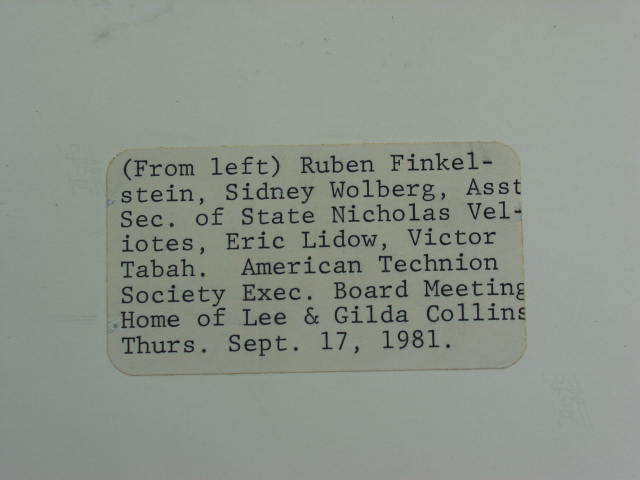 (From left) Ruben Finkel-
stein, Sidney Wolberg, Asst
Sec. of State Nicholas Vel-
iotes, Eric Lidow, Victor
Tabah. American Technion
Society Exec. Board Meeting
Home of Lee & Gilda Collins
Thurs. Sept. 17, 1981.